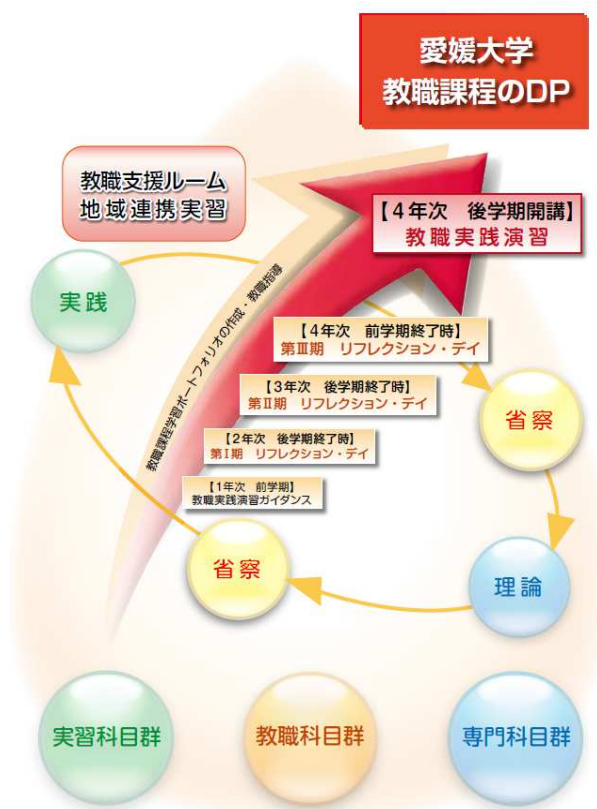 愛媛大学
教職課程のDP
教職支援ルーム
地域連携実習
【4年次 後学期開講】
教職実践演習
実践
教職課程学習ポートフォリオの作成・教職指導
【4年次 前学期終了時】
第Ⅲ期 リフレクション・デイ
【3年次 後学期終了時】
第Ⅱ期 リフレクション・デイ
省察
【2年次 後学期終了時】
第Ⅰ期 リフレクション・デイ
【1年次 前学期】
教職実践演習ガイダンス
省察
理論
実習科目群
教職科目群
専門科目群